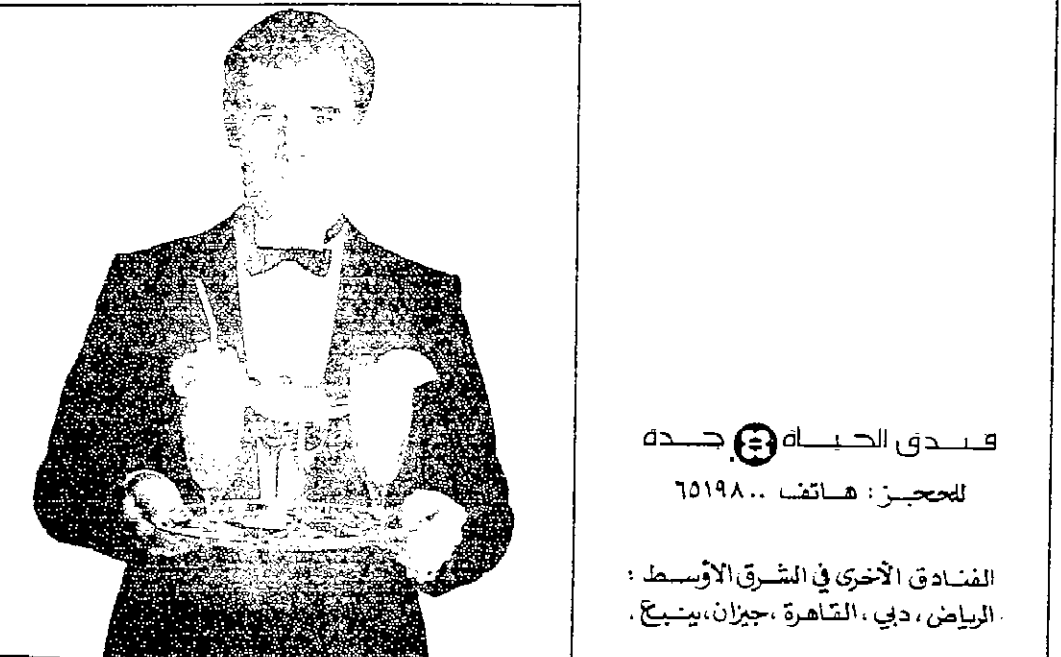 فندق الحياة جدة
للحجز : هاتف ٦٥١٩٨٠٠
الفنادق الأخرى في الشرق الأوسط :
الرياض ، دبي ، القاهرة ، جيزان ، ينبع .